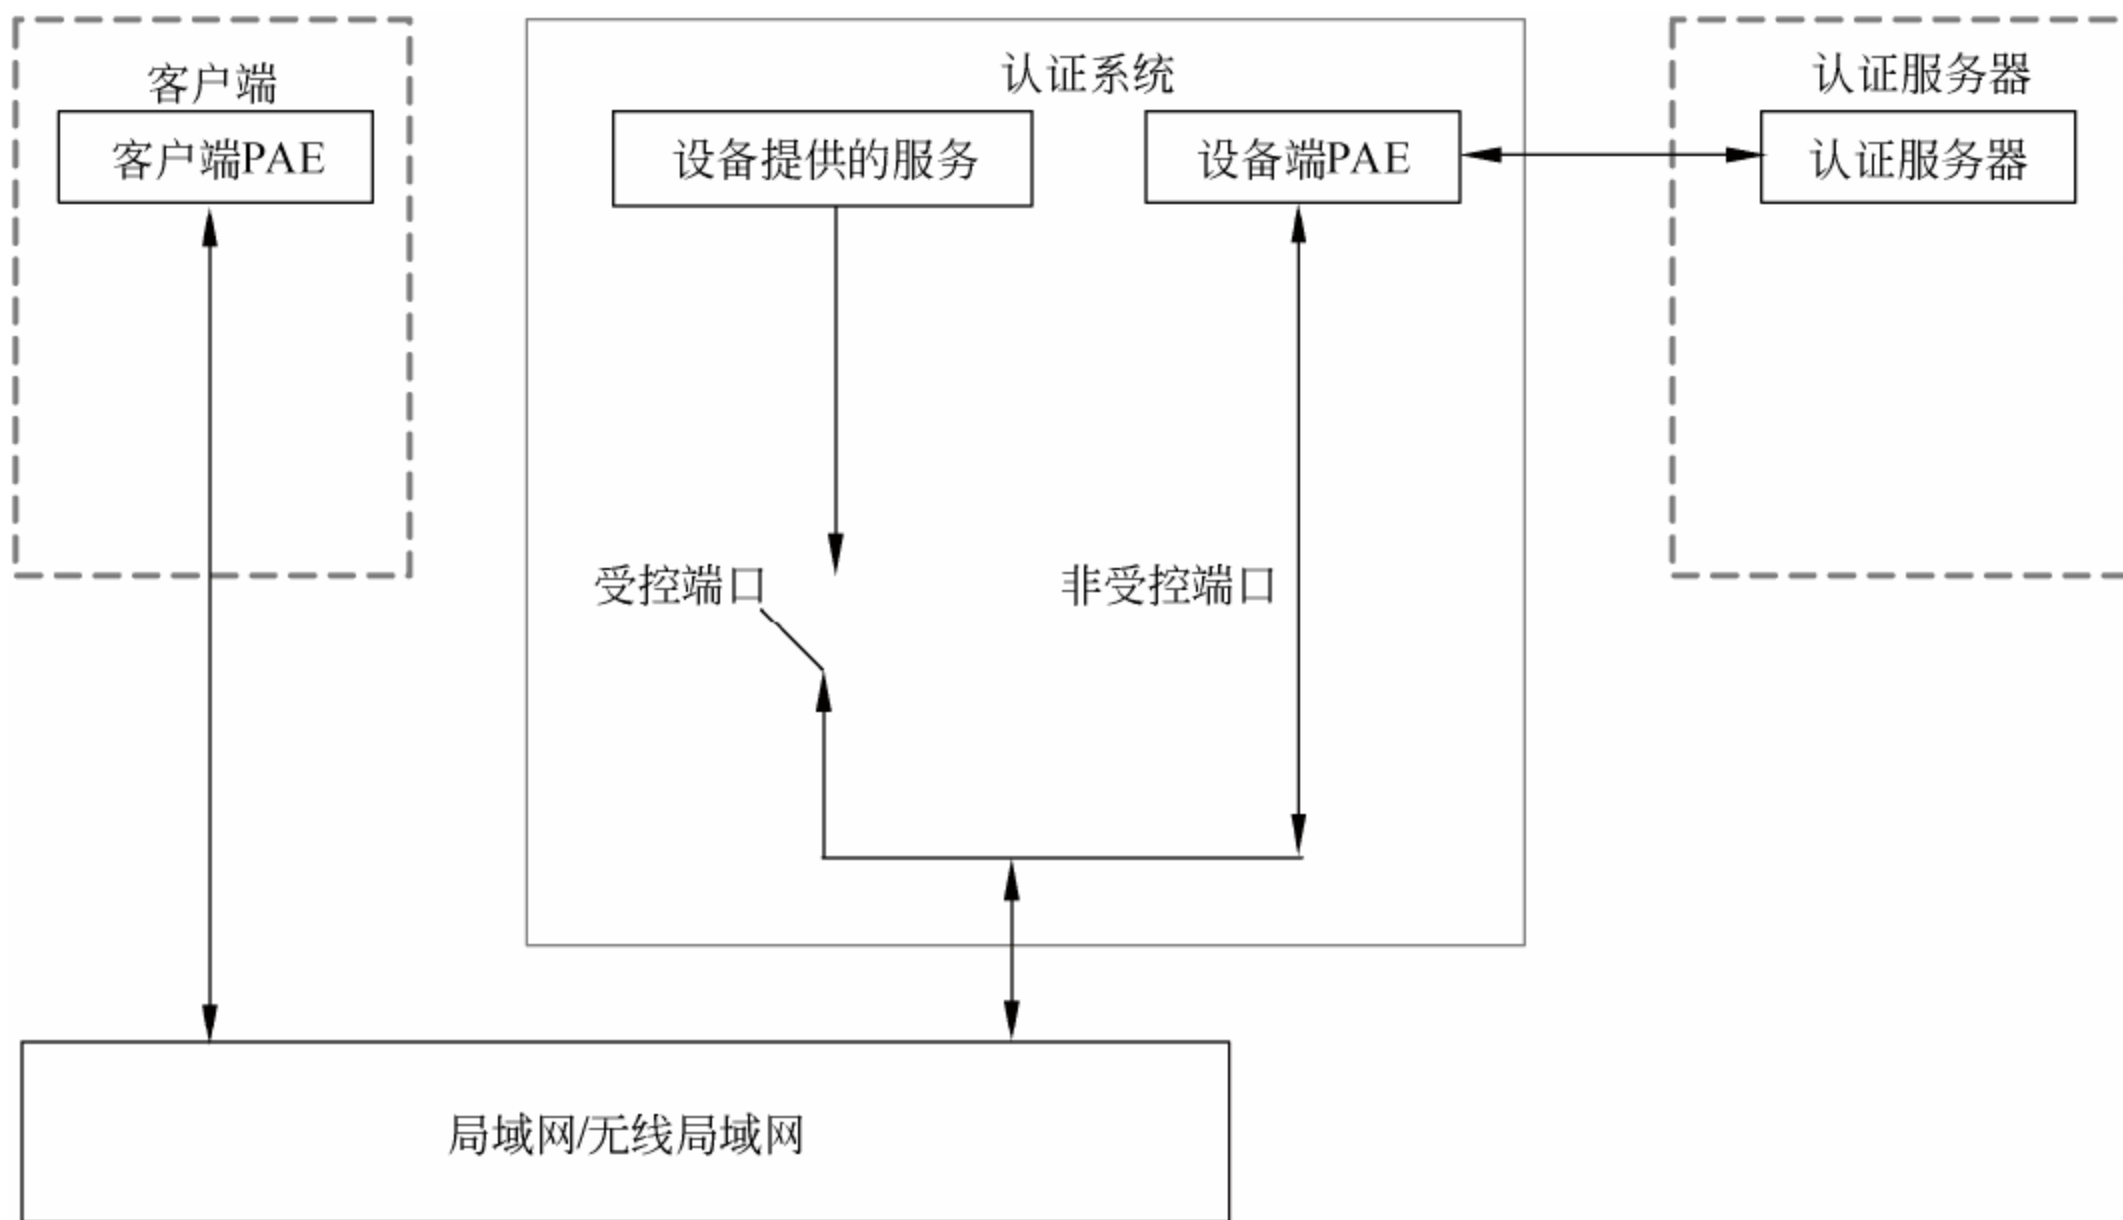 客户端
客户端PAE
认证系统
设备提供的服务
设备端PAE
认证服务器
认证服务器
受控端口
非受控端口
局域网/无线局域网